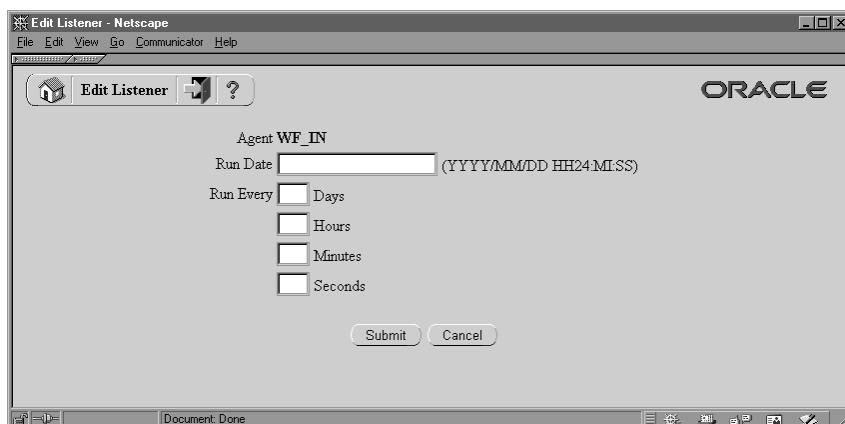 Edit Listener - Netscape
File Edit View Go Communicator Help
Edit Listener ? ORACLE
Agent WF_IN
Run Date (YYYY/MM/DD HH24:MI:SS)
Run Every Days
Hours
Minutes
Seconds
Submit Cancel
Document: Done